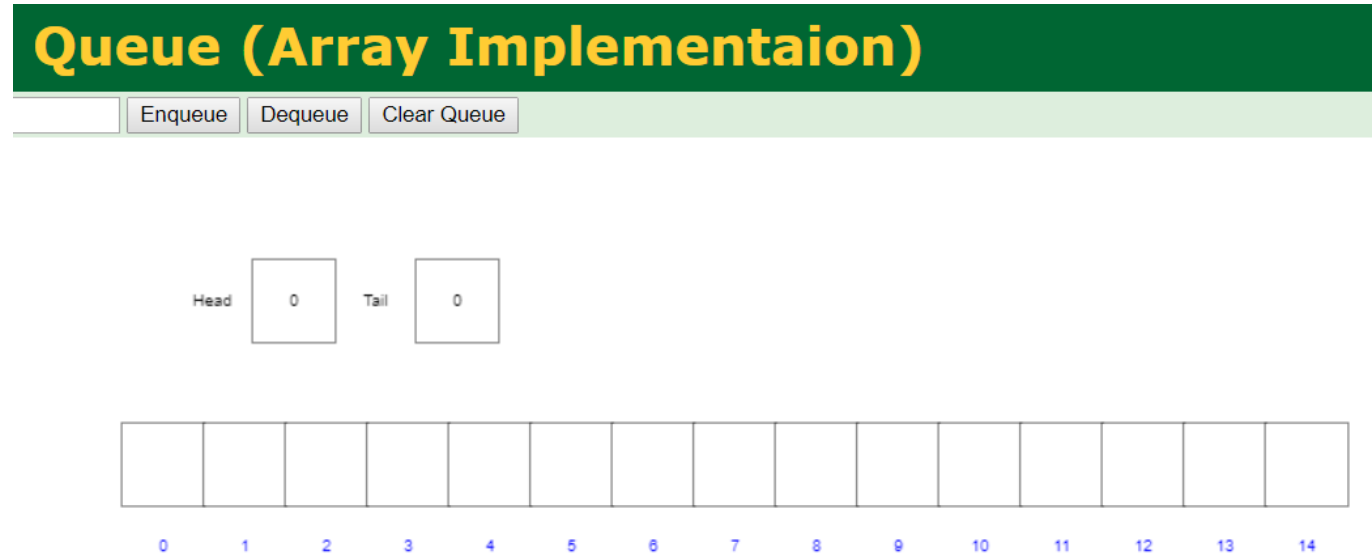 Queue (Array Implementaion)
Enqueue Dequeue Clear Queue
Head 0 Tail 0
0 1 2 3 4 5 6 7 8 9 10 11 12 13 14